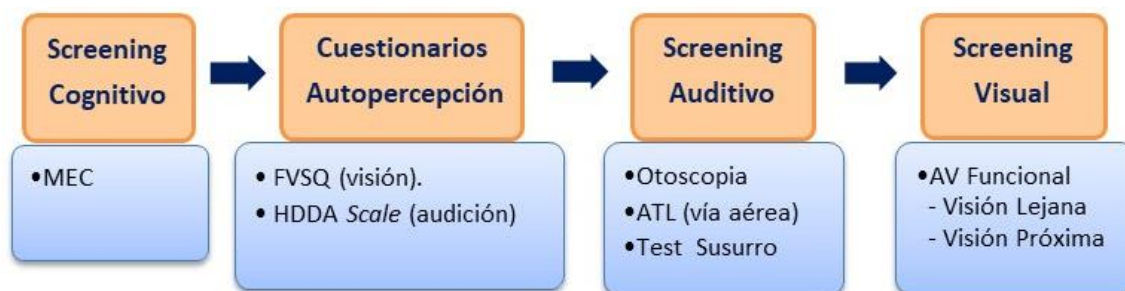 Screening
Cognitivo
•MEC
Cuestionarios
Autopercepción
• FVSQ (visión).
• HDDA Scale (audición)
Screening
Auditivo
•Otoscopia
•ATL (vía aérea)
•Test Susurro
Screening
Visual
•AV Funcional
- Visión Lejana
- Visión Próxima